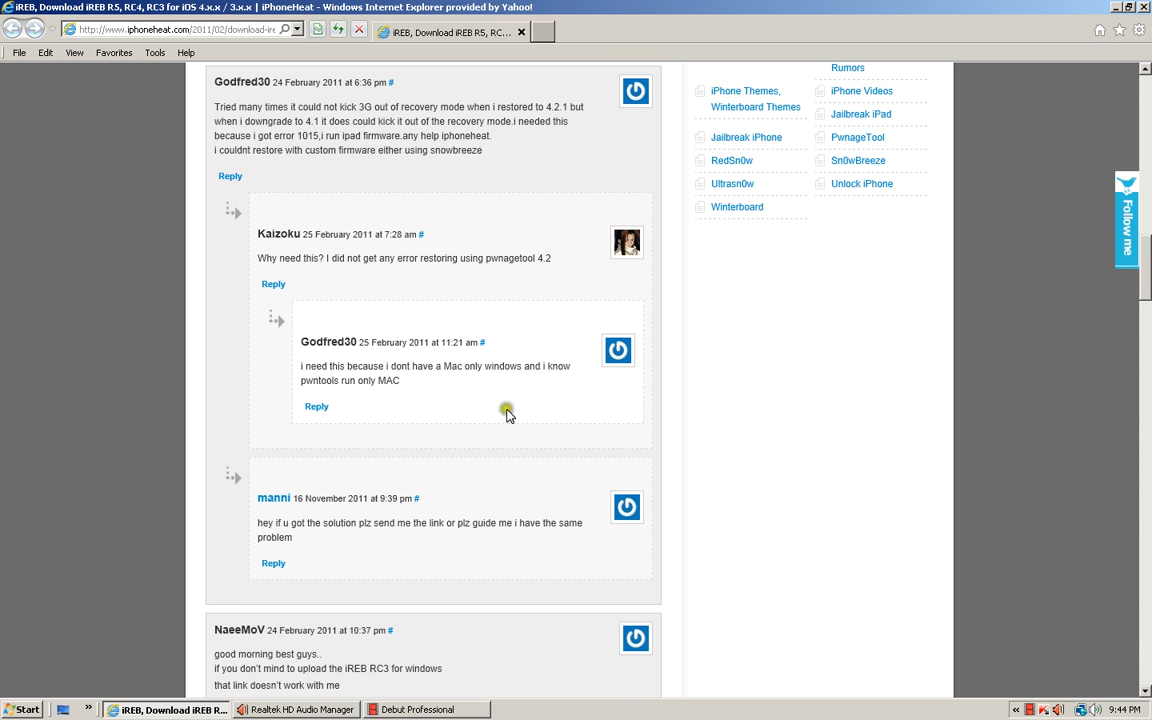 iREB, Download iREB R5, RC4, RC3 for iOS 4.x.x / 3.x.x | iPhoneHeat - Windows Internet Explorer provided by Yahoo!
http://www.iphoneheat.com/2011/02/download-ire
iREB, Download iREB R5, RC...
File Edit View Favorites Tools Help
Godfred30 24 February 2011 at 6:36 pm #
Tried many times it could not kick 3G out of recovery mode when i restored to 4.2.1 but
when i downgrade to 4.1 it does could kick it out of the recovery mode.i needed this
because i got error 1015,i run ipad firmware.any help iphoneheat.
i couldnt restore with custom firmware either using snowbreeze
Reply
Kaizoku 25 February 2011 at 7:28 am #
Why need this? I did not get any error restoring using pwnagetool 4.2
Reply
Godfred30 25 February 2011 at 11:21 am #
i need this because i dont have a Mac only windows and i know
pwntools run only MAC
Reply
manni 16 November 2011 at 9:39 pm #
hey if u got the solution plz send me the link or plz guide me i have the same
problem
Reply
NaeeMoV 24 February 2011 at 10:37 pm #
good morning best guys..
if you don't mind to upload the iREB RC3 for windows
that link doesn't work with me
Rumors
iPhone Themes,
Winterboard Themes
iPhone Videos
Jailbreak iPad
Jailbreak iPhone
PwnageTool
RedSn0w
Sn0wBreeze
Ultrasn0w
Unlock iPhone
Winterboard
Follow me
Start
iREB, Download iREB R...
Realtek HD Audio Manager
Debut Professional
9:44 PM